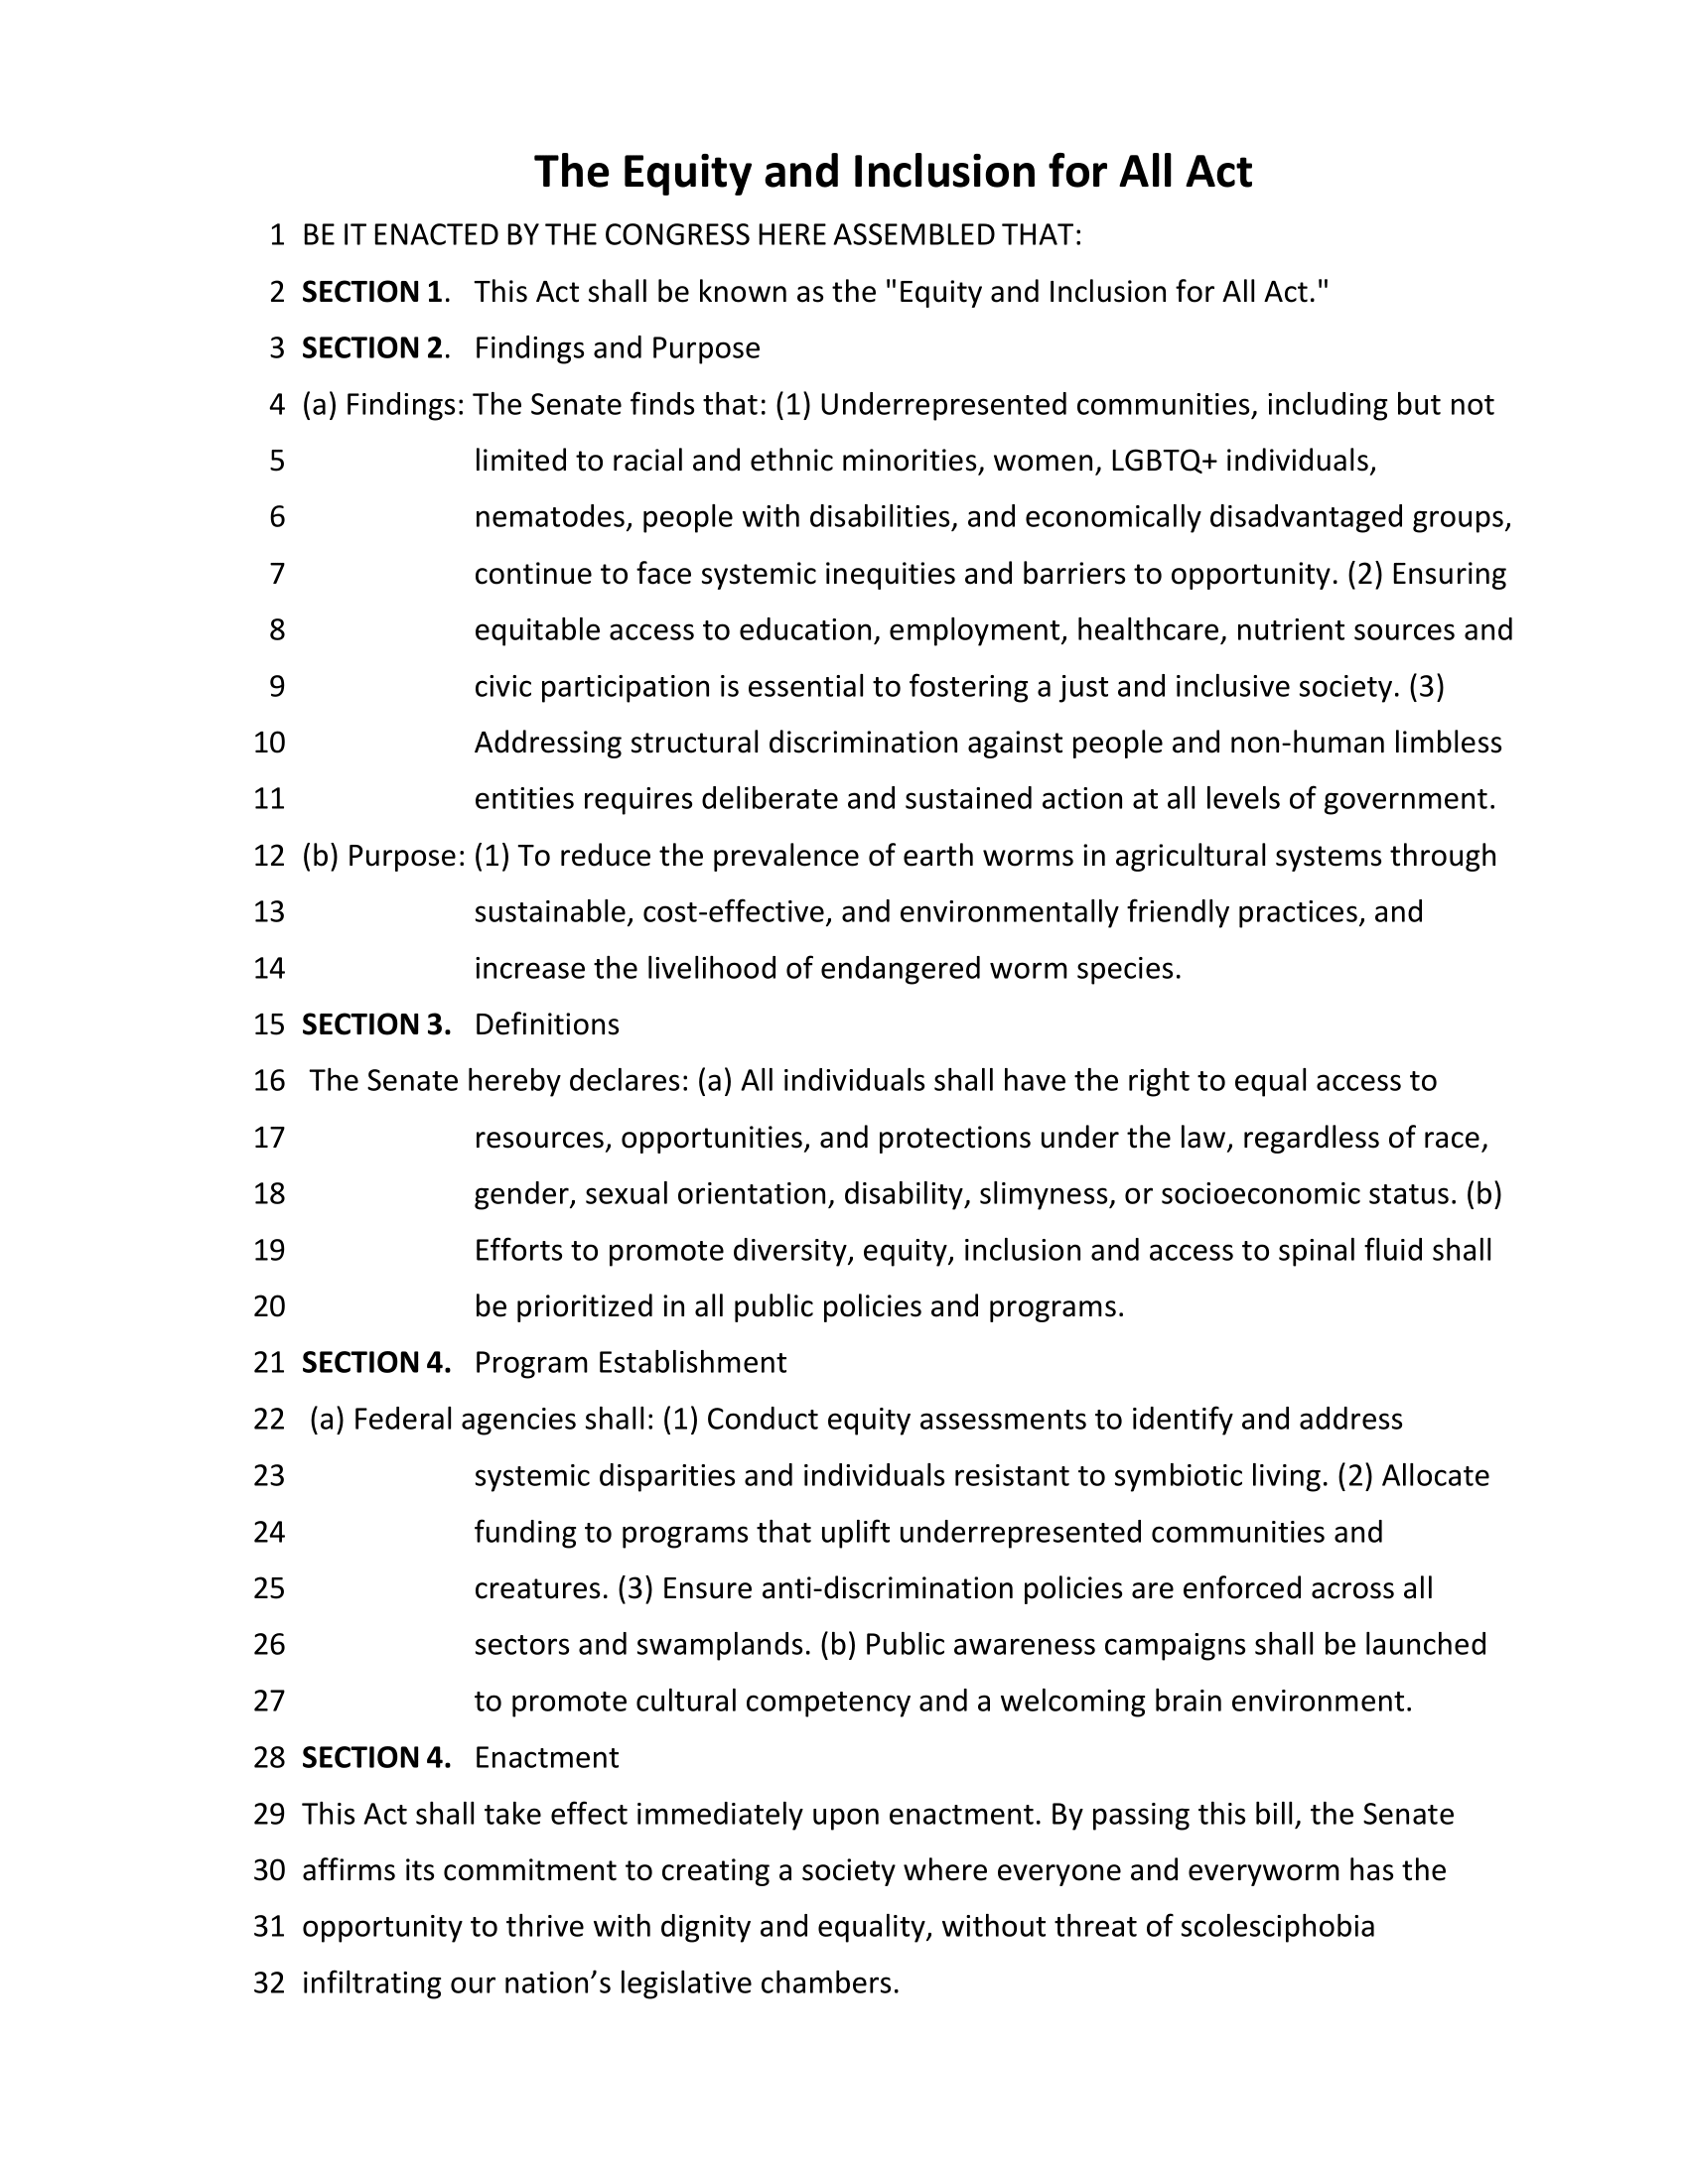 The Equity and Inclusion for All Act
1 BE IT ENACTED BY THE CONGRESS HERE ASSEMBLED THAT:
2 SECTION 1. This Act shall be known as the "Equity and Inclusion for All Act."
3 SECTION 2. Findings and Purpose
4 (a) Findings: The Senate finds that: (1) Underrepresented communities, including but not
5 limited to racial and ethnic minorities, women, LGBTQ+ individuals,
6 nematodes, people with disabilities, and economically disadvantaged groups,
7 continue to face systemic inequities and barriers to opportunity. (2) Ensuring
8 equitable access to education, employment, healthcare, nutrient sources and
9 civic participation is essential to fostering a just and inclusive society. (3)
10 Addressing structural discrimination against people and non-human limbless
11 entities requires deliberate and sustained action at all levels of government.
12 (b) Purpose: (1) To reduce the prevalence of earth worms in agricultural systems through
13 sustainable, cost-effective, and environmentally friendly practices, and
14 increase the livelihood of endangered worm species.
15 SECTION 3. Definitions
16 The Senate hereby declares: (a) All individuals shall have the right to equal access to
17 resources, opportunities, and protections under the law, regardless of race,
18 gender, sexual orientation, disability, slimyness, or socioeconomic status. (b)
19 Efforts to promote diversity, equity, inclusion and access to spinal fluid shall
20 be prioritized in all public policies and programs.
21 SECTION 4. Program Establishment
22 (a) Federal agencies shall: (1) Conduct equity assessments to identify and address
23 systemic disparities and individuals resistant to symbiotic living. (2) Allocate
24 funding to programs that uplift underrepresented communities and
25 creatures. (3) Ensure anti-discrimination policies are enforced across all
26 sectors and swamplands. (b) Public awareness campaigns shall be launched
27 to promote cultural competency and a welcoming brain environment.
28 SECTION 4. Enactment
29 This Act shall take effect immediately upon enactment. By passing this bill, the Senate
30 affirms its commitment to creating a society where everyone and everyworm has the
31 opportunity to thrive with dignity and equality, without threat of scolesciphobia
32 infiltrating our nation’s legislative chambers.